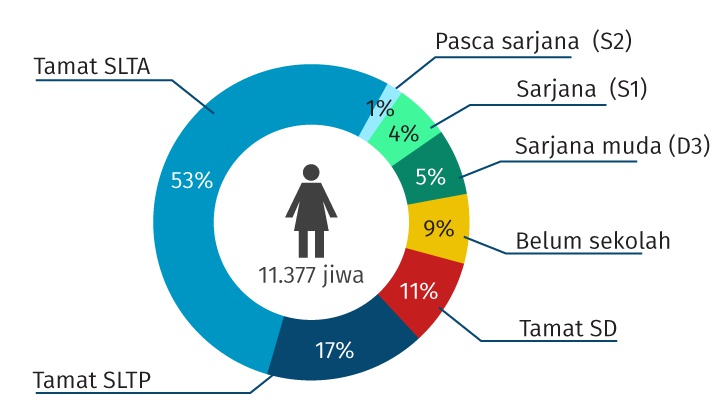 Pasca sarjana  (S2)
Tamat SLTA
Sarjana  (S1)
1%
4%
Sarjana muda (D3)
53%
5%
9%
Belum sekolah
11.377 jiwa
11%
Tamat SD
17%
Tamat SLTP